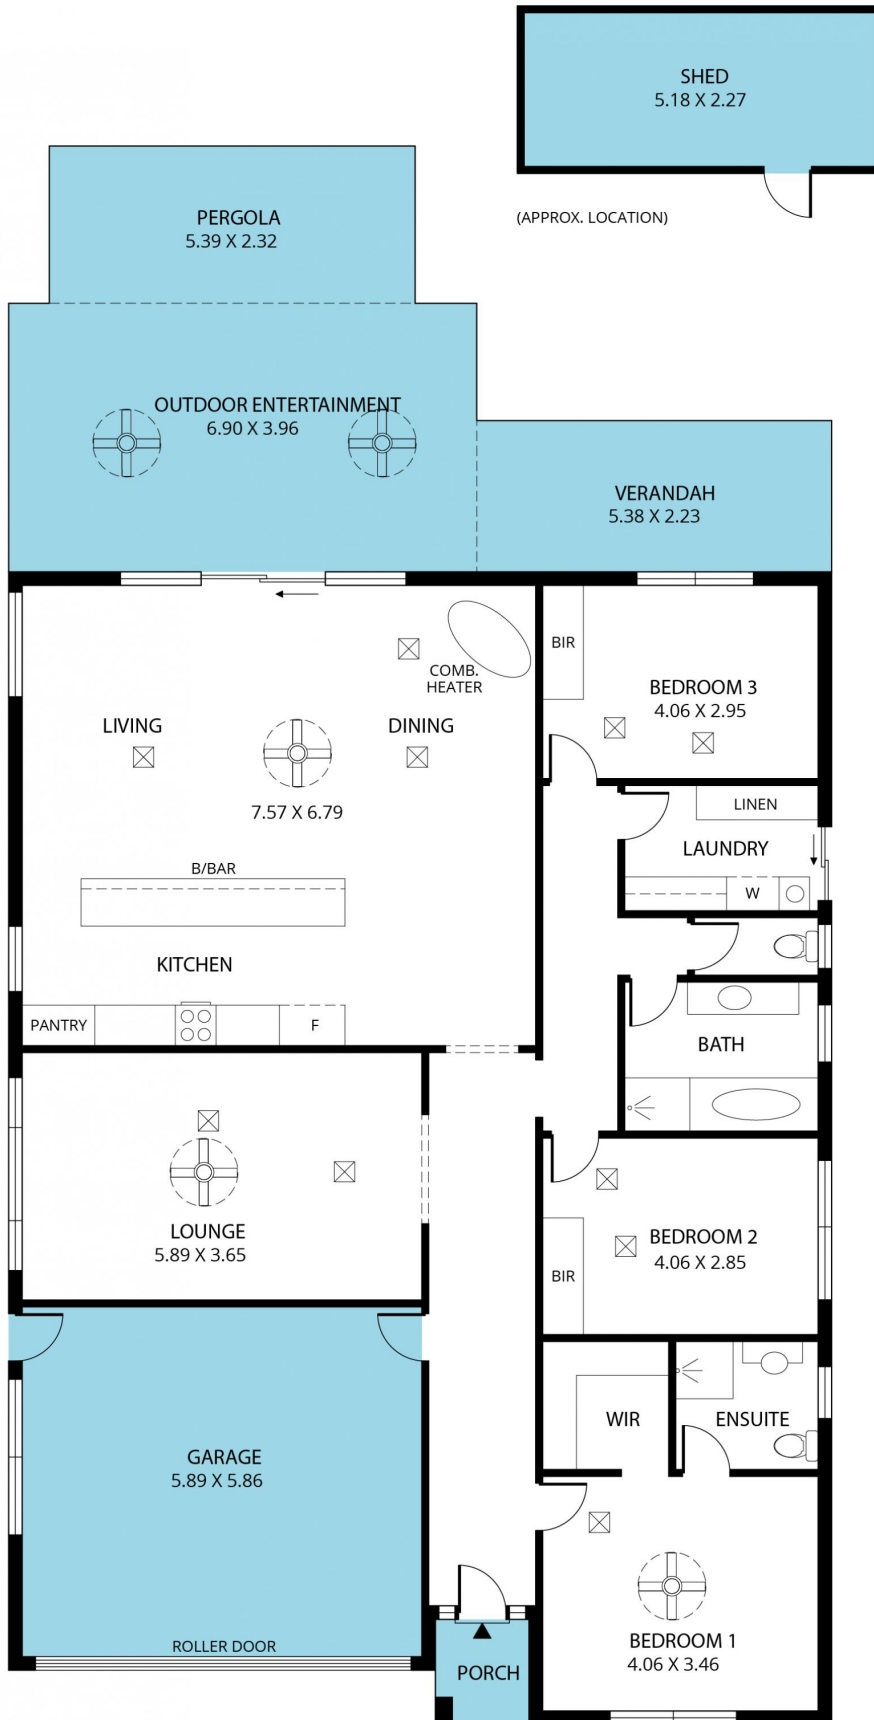 SHED
5.18 X 2.27
(APPROX. LOCATION)
PERGOLA
5.39 X 2.32
OUTDOOR ENTERTAINMENT
6.90 X 3.96
VERANDAH
5.38 X 2.23
COMB.
HEATER
LIVING
DINING
7.57 X 6.79
B/BAR
KITCHEN
PANTRY
F
BIR
BEDROOM 3
4.06 X 2.95
LINEN
LAUNDRY
W
BATH
LOUNGE
5.89 X 3.65
BEDROOM 2
4.06 X 2.85
BIR
WIR
ENSUITE
GARAGE
5.89 X 5.86
ROLLER DOOR
PORCH
BEDROOM 1
4.06 X 3.46